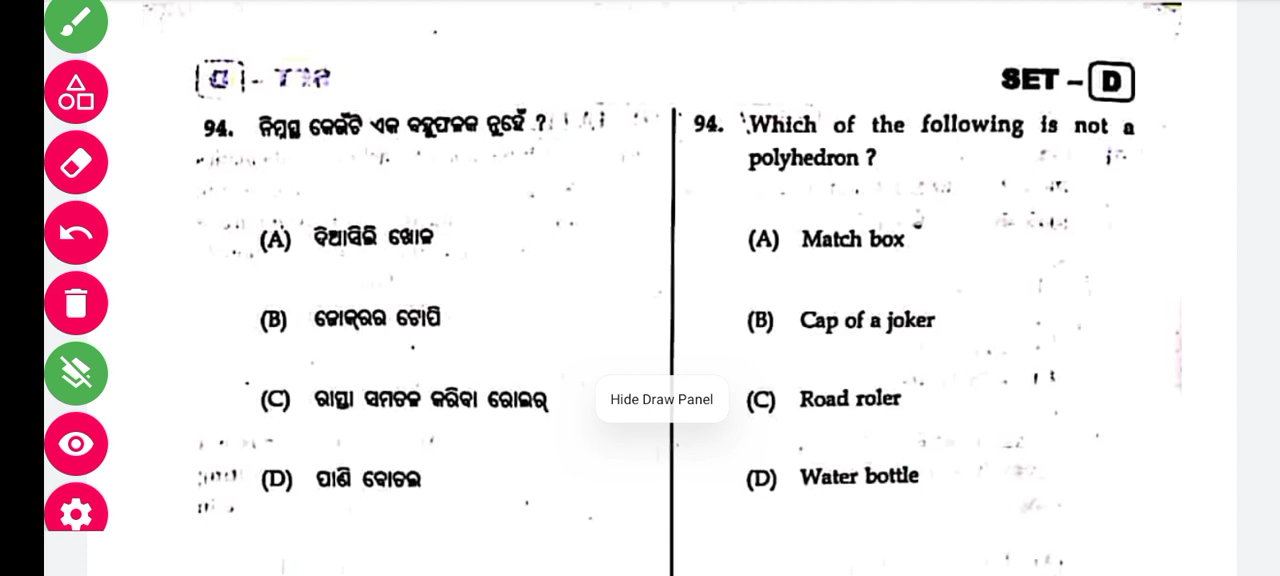 SET - D
94. ନିମ୍ନସ୍ଥ କେଉଁଟି ଏକ ବହୁଫଳକ ନୁହେଁ ?
(A) ଦିଆସିଲି ଖୋଳ
(B) ଜୋକ୍‌ରର ଟୋପି
(C) ରାସ୍ତା ସମତଳ କରିବା ରୋଲର୍
(D) ପାଣି ବୋତଲ
94. Which of the following is not a
polyhedron ?
(A) Match box
(B) Cap of a joker
(C) Road roler
(D) Water bottle
Hide Draw Panel